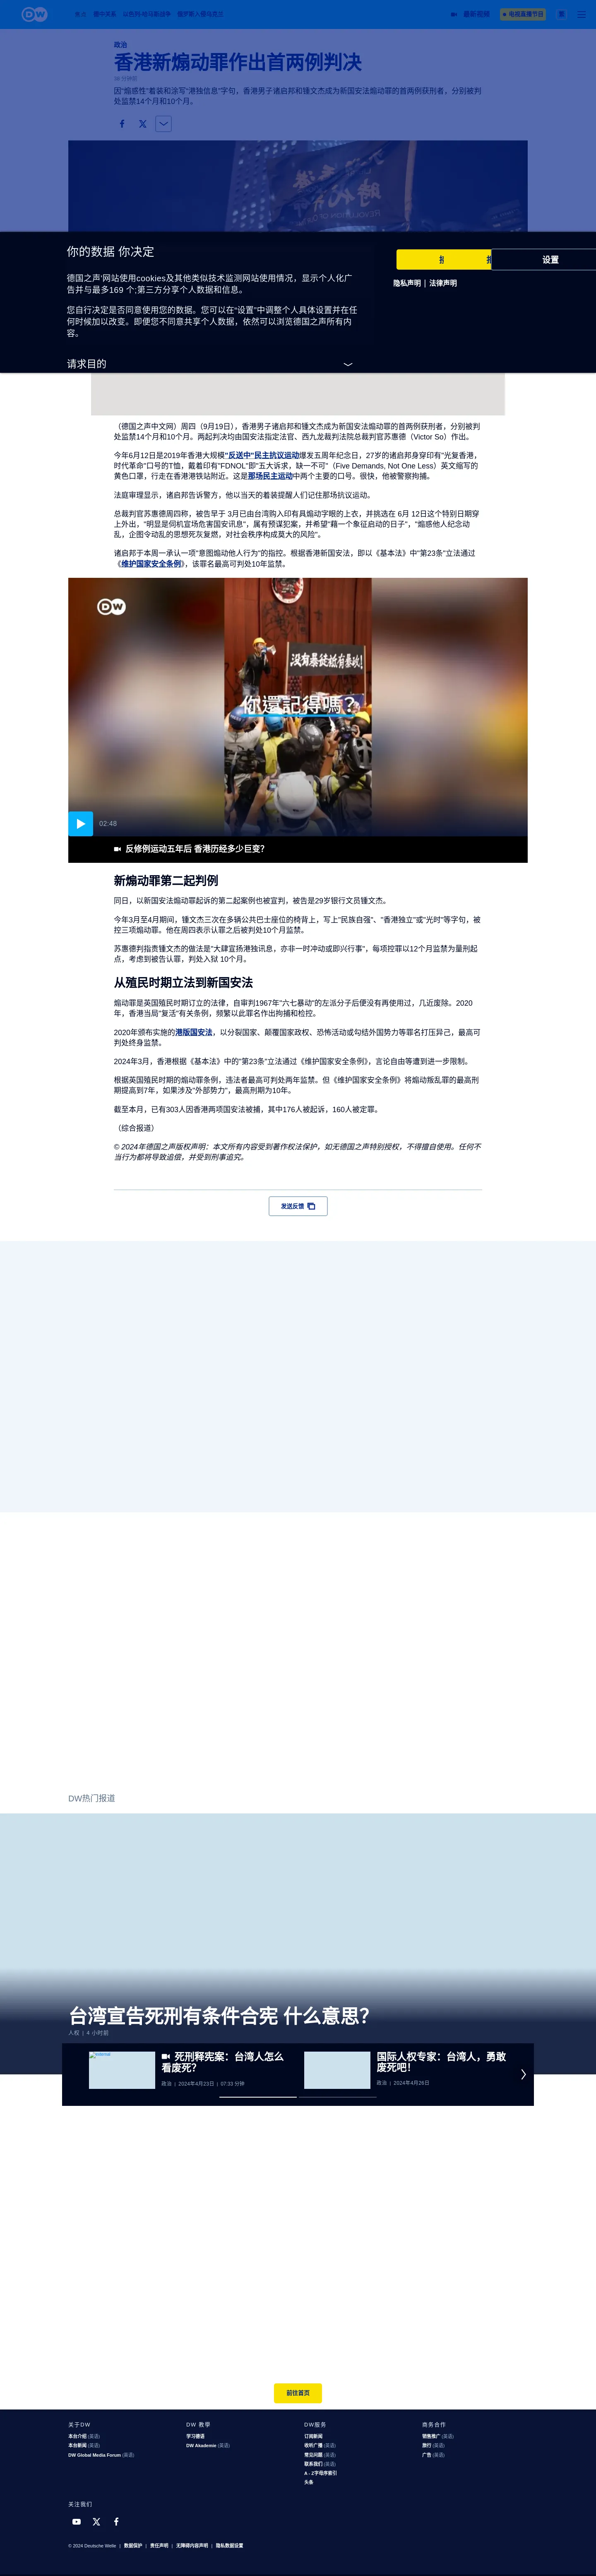 DW
德中关系 以色列-哈马斯战争 俄罗斯入侵乌克兰
最新视频
电视直播节目
政治
香港新煽动罪作出首两例判决
因"煽惑性"着装和涂写"港独信息"字句，香港男子诸启邦和锺文杰成为新国安法煽动罪的首两例获刑者，分别被判
处监禁14个月和10个月。
你的数据 你决定
德国之声'网站使用cookies及其他类似技术监测网站使用情况，显示个人化广
告并与最多169 个;第三方分享个人数据和信息。
您自行决定是否同意使用您的数据。您可以在"设置"中调整个人具体设置并在任
何时候加以改变。即便您不同意共享个人数据，依然可以浏览德国之声所有内
容。
请求目的
设置
隐私声明 | 法律声明
（德国之声中文网）周四（9月19日），香港男子诸启邦和锺文杰成为新国安法煽动罪的首两例获刑者，分别被判
处监禁14个月和10个月。两起判决均由国安法指定法官、西九龙裁判法院总裁判官苏惠德（Victor So）作出。
今年6月12日是2019年香港大规模"反送中"民主抗议运动爆发五周年纪念日，27岁的诸启邦身穿印有"光复香港，
时代革命"口号的T恤，戴着印有"FDNOL"即"五大诉求，缺一不可"（Five Demands, Not One Less）英文缩写的
黄色口罩，行走在香港港铁站附近。这是那场民主运动中两个主要的口号。很快，他被警察拘捕。
法庭审理显示，诸启邦告诉警方，他以当天的着装提醒人们记住那场抗议运动。
总裁判官苏惠德周四称，被告早于 3月已由台湾购入印有具煽动字眼的上衣，并挑选在 6月 12日这个特别日期穿
上外出，"明显是伺机宣场危害国安讯息"，属有预谋犯案，并希望"藉一个象征启动的日子"，"煽惑他人纪念动
乱，企图令动乱的思想死灰复燃，对社会秩序构成莫大的风险"。
诸启邦于本周一承认一项"意图煽动他人行为"的指控。根据香港新国安法，即以《基本法》中"第23条"立法通过
《维护国家安全条例》，该罪名最高可判处10年监禁。
DW
没有暴徒祗有暴政！
你還記得嗎？
02:48
反修例运动五年后 香港历经多少巨变？
新煽动罪第二起判例
同日，以新国安法煽动罪起诉的第二起案例也被宣判，被告是29岁银行文员锺文杰。
今年3月至4月期间，锺文杰三次在多辆公共巴士座位的椅背上，写上"民族自强"、"香港独立"或"光时"等字句，被
控三项煽动罪。他在周四表示认罪之后被判处10个月监禁。
苏惠德判指责锺文杰的做法是"大肆宣扬港独讯息，亦非一时冲动或即兴行事"，每项控罪以12个月监禁为量刑起
点，考虑到被告认罪，判处入狱 10个月。
从殖民时期立法到新国安法
煽动罪是英国殖民时期订立的法律，自审判1967年"六七暴动"的左派分子后便没有再使用过，几近废除。2020
年，香港当局"复活"有关条例，频繁以此罪名作出拘捕和检控。
2020年颁布实施的港版国安法，以分裂国家、颠覆国家政权、恐怖活动或勾结外国势力等罪名打压异己，最高可
判处终身监禁。
2024年3月，香港根据《基本法》中的"第23条"立法通过《维护国家安全条例》，言论自由等遭到进一步限制。
根据英国殖民时期的煽动罪条例，违法者最高可判处两年监禁。但《维护国家安全条例》将煽动叛乱罪的最高刑
期提高到7年，如果涉及"外部势力"，最高刑期为10年。
截至本月，已有303人因香港两项国安法被捕，其中176人被起诉，160人被定罪。
（综合报道）
© 2024年德国之声版权声明：本文所有内容受到著作权法保护，如无德国之声特别授权，不得擅自使用。任何不
当行为都将导致追偿，并受到刑事追究。
发送反馈
DW热门报道
台湾宣告死刑有条件合宪 什么意思？
人权 | 4 小时前
死刑释宪案：台湾人怎么
看废死？
政治 | 2024年4月23日 | 07:33 分钟
国际人权专家：台湾人，勇敢
废死吧！
政治 | 2024年4月26日
前往首页
关于DW
本台介绍 (英语)
本台新闻 (英语)
DW Global Media Forum (英语)
DW 教學
学习德语
DW Akademie (英语)
DW服务
订阅新闻
收听广播 (英语)
常见问题 (英语)
联系我们 (英语)
A - Z字母序索引
头条
商务合作
销售推广 (英语)
旅行 (英语)
广告 (英语)
关注我们
© 2024 Deutsche Welle | 数据保护 | 责任声明 | 无障碍内容声明 | 隐私数据设置